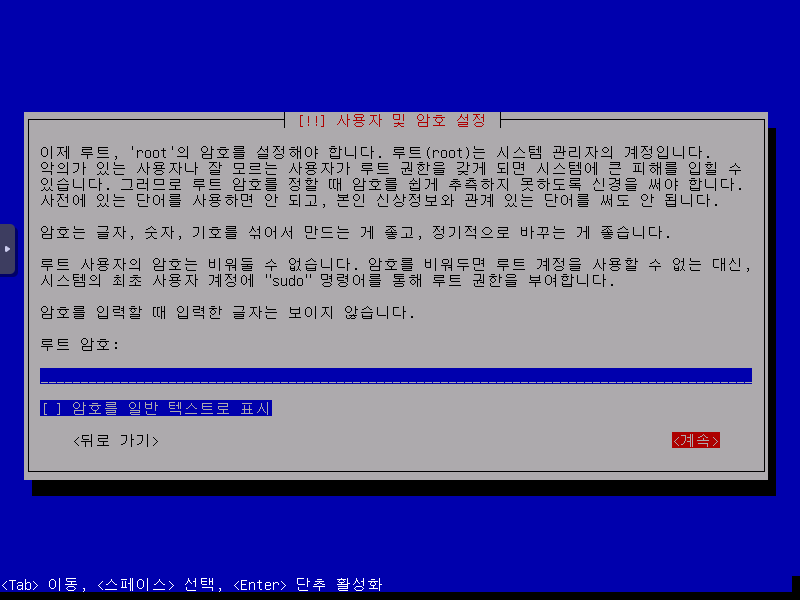 [!!] 사용자 및 암호 설정
이제 루트, 'root'의 암호를 설정해야 합니다. 루트(root)는 시스템 관리자의 계정입니다.
악의가 있는 사용자나 잘 모르는 사용자가 루트 권한을 갖게 되면 시스템에 큰 피해를 입힐 수
있습니다. 그러므로 루트 암호를 정할 때 암호를 쉽게 추측하지 못하도록 신경을 써야 합니다.
사전에 있는 단어를 사용하면 안 되고, 본인 신상정보와 관계 있는 단어를 써도 안 됩니다.
암호는 글자, 숫자, 기호를 섞어서 만드는 게 좋고, 정기적으로 바꾸는 게 좋습니다.
루트 사용자의 암호는 비워둘 수 없습니다. 암호를 비워두면 루트 계정을 사용할 수 없는 대신,
시스템의 최초 사용자 계정에 "sudo" 명령어를 통해 루트 권한을 부여합니다.
암호를 입력할 때 입력한 글자는 보이지 않습니다.
루트 암호:
[ ] 암호를 일반 텍스트로 표시
<뒤로 가기>
<계속>
<Tab> 이동, <스페이스> 선택, <Enter> 단추 활성화